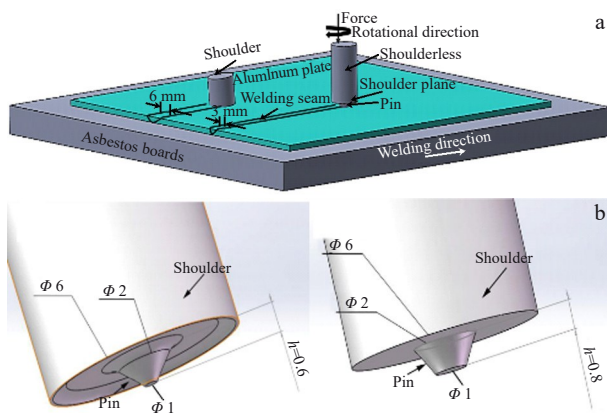 a
Force
Rotational direction
Shoulder
Shoulderless
Alumlnum plate
Shoulder plane
6 mm
Welding seam
Pin
3 mm
Asbestos boards
Welding direction
b
Φ 6
Φ 2
Shoulder
h=0.6
Pin
Φ 1
Φ 6
Shoulder
Φ 2
h=0.8
Pin
Φ 1